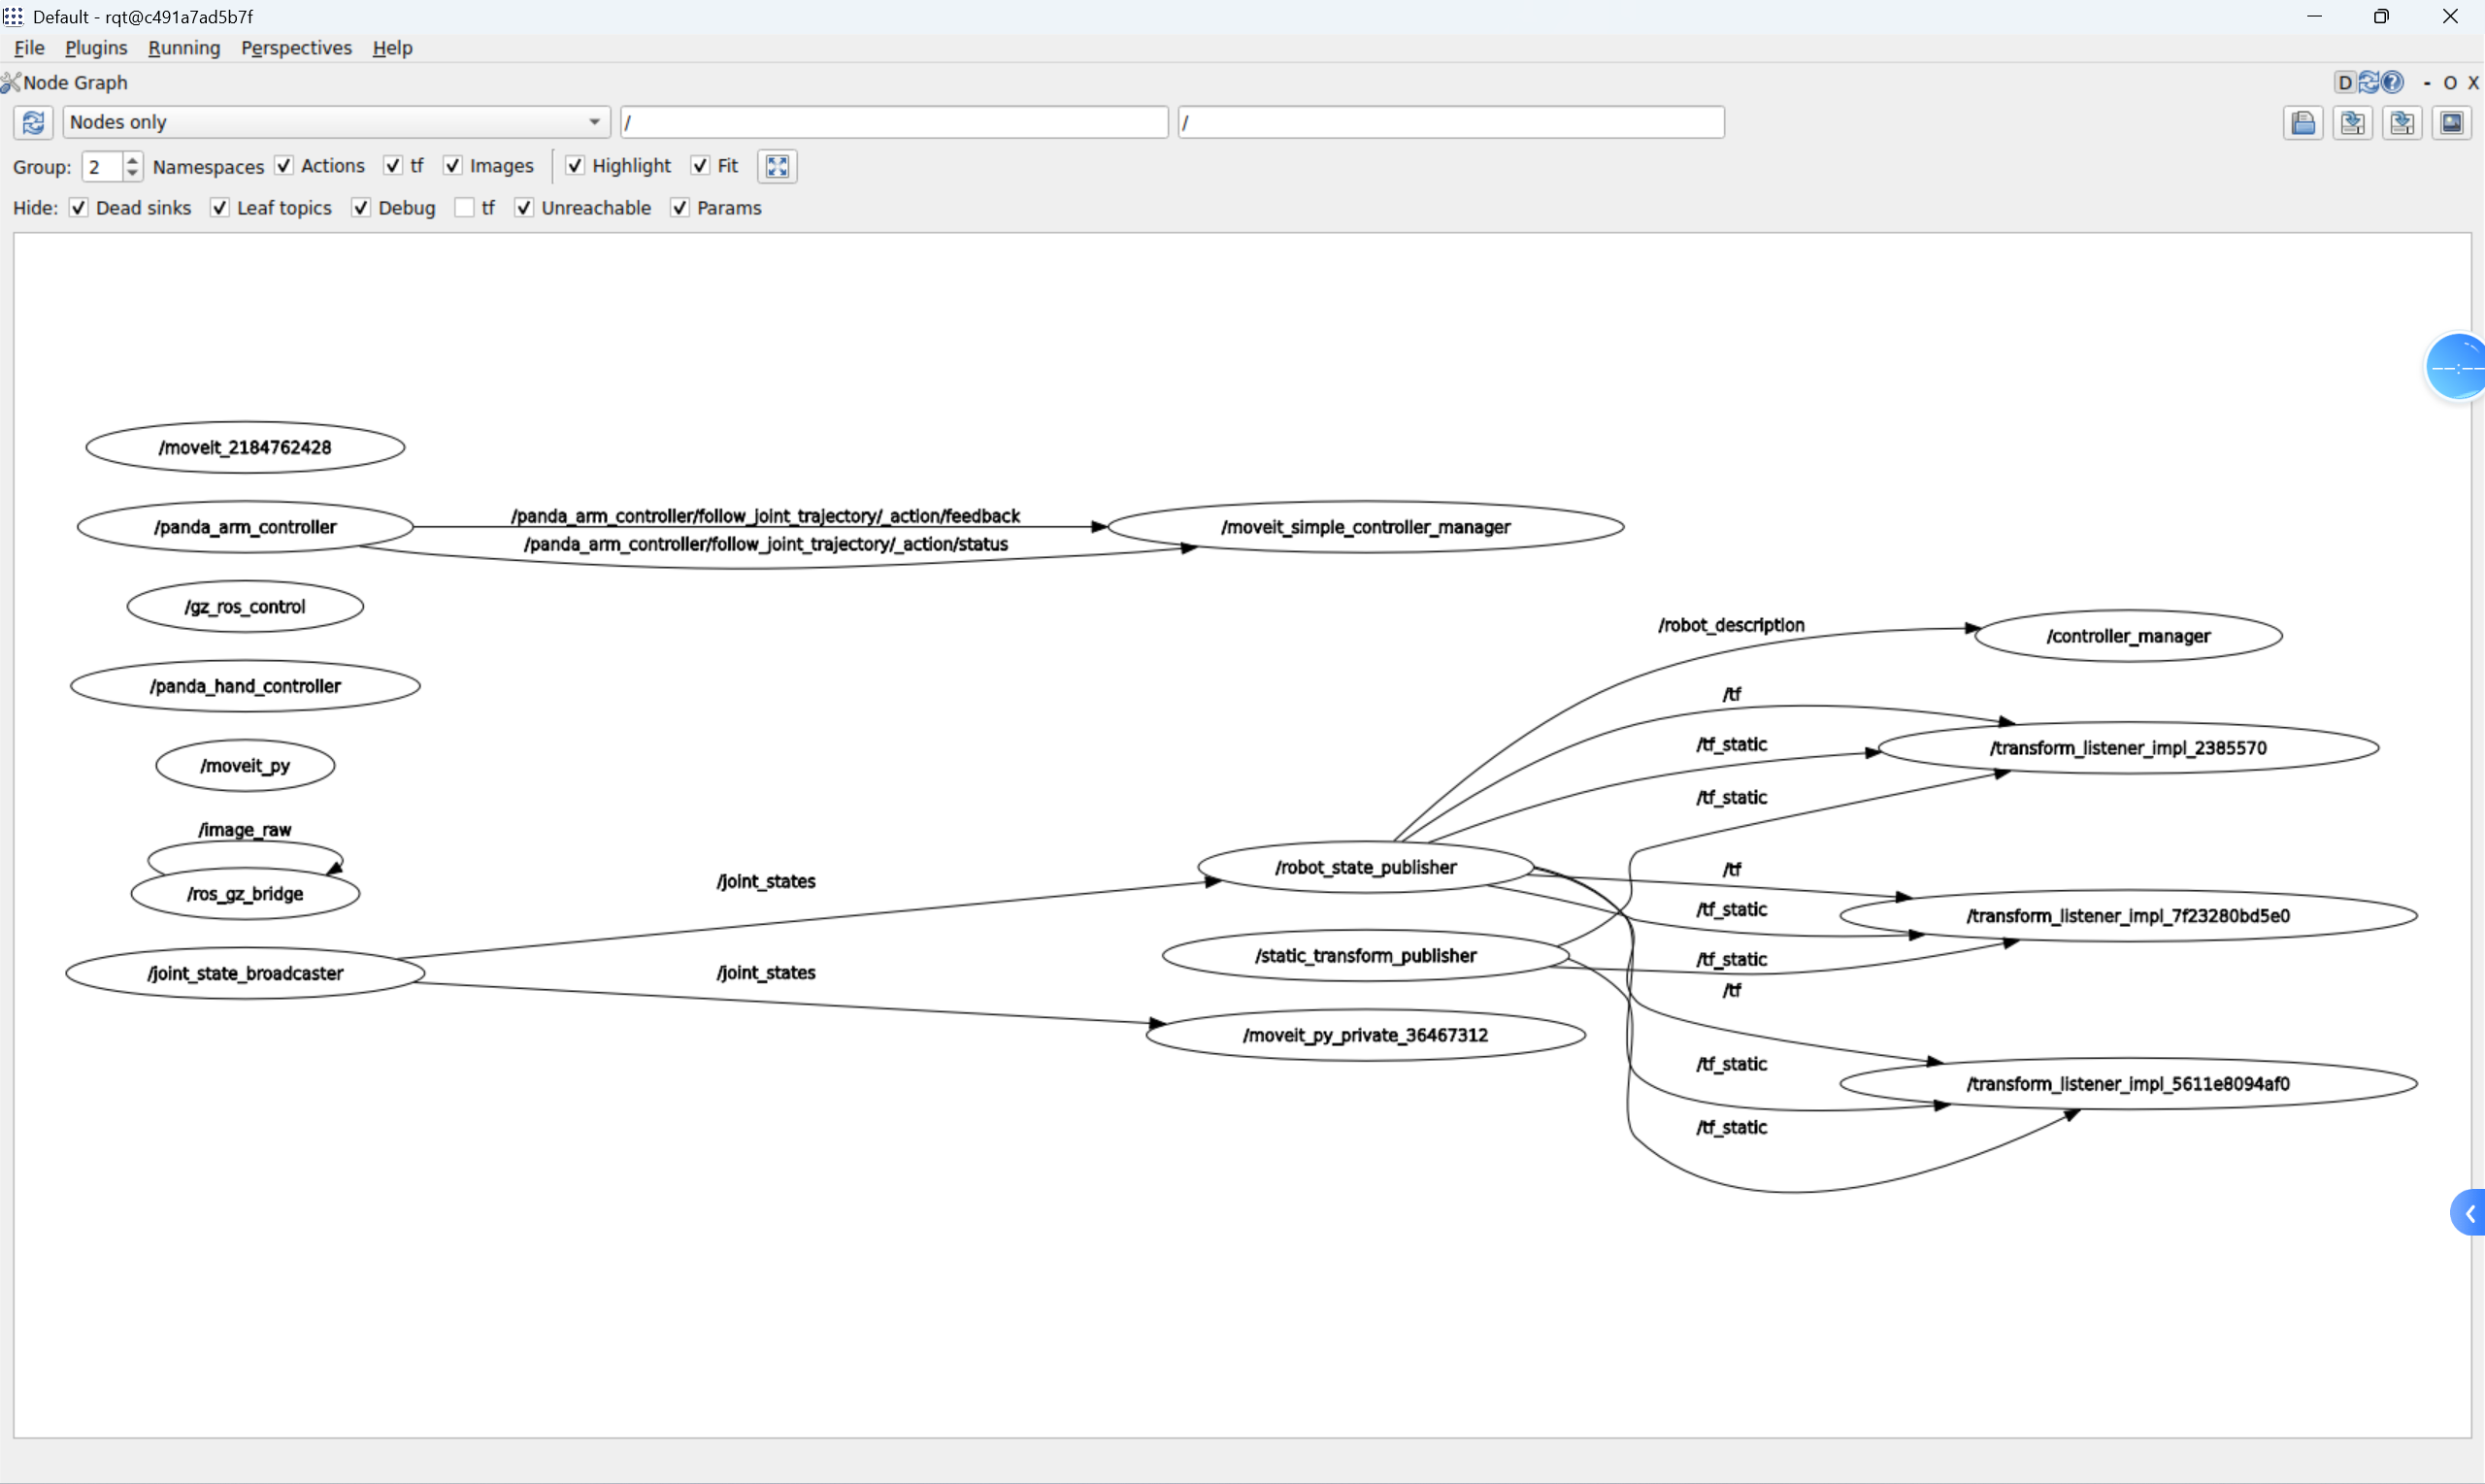 Default - rqt@c491a7ad5b7f
File Plugins Running Perspectives Help
Node Graph
D - O X
Nodes only / /
Group: 2 Namespaces Actions tf Images Highlight Fit
Hide: Dead sinks Leaf topics Debug tf Unreachable Params
/moveit_2184762428
/panda_arm_controller
/panda_arm_controller/follow_joint_trajectory/_action/feedback
/panda_arm_controller/follow_joint_trajectory/_action/status
/moveit_simple_controller_manager
/gz_ros_control
/robot_description
/controller_manager
/panda_hand_controller
/tf
/tf_static
/transform_listener_impl_2385570
/moveit_py
/tf_static
/image_raw
/ros_gz_bridge
/joint_states
/robot_state_publisher
/tf
/tf_static
/transform_listener_impl_7f23280bd5e0
/static_transform_publisher
/tf_static
/joint_state_broadcaster
/joint_states
/tf
/moveit_py_private_36467312
/tf_static
/transform_listener_impl_5611e8094af0
/tf_static
--:--